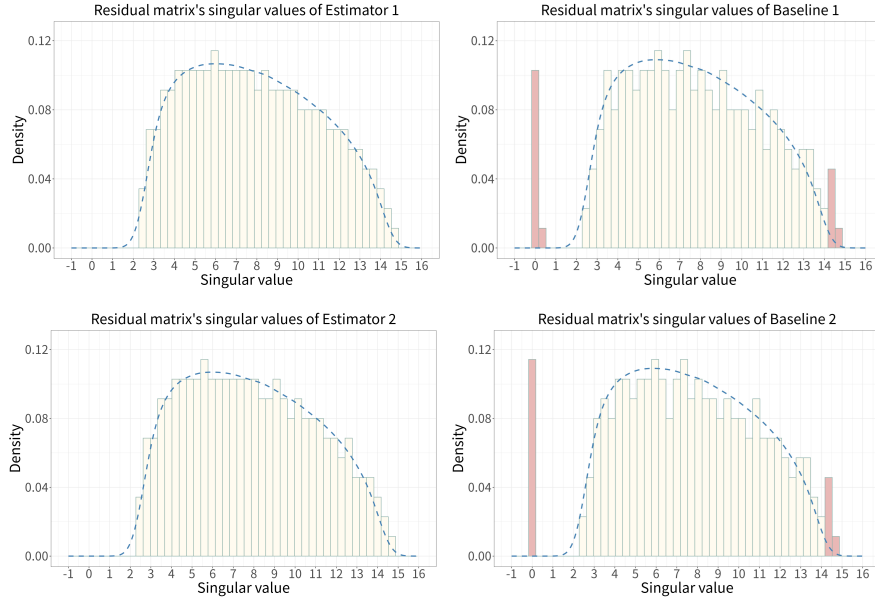 Residual matrix's singular values of Estimator 1
0.12
0.08
0.04
0.00
Density
-1 0 1 2 3 4 5 6 7 8 9 10 11 12 13 14 15 16
Singular value
Residual matrix's singular values of Baseline 1
0.12
0.08
0.04
0.00
Density
-1 0 1 2 3 4 5 6 7 8 9 10 11 12 13 14 15 16
Singular value
Residual matrix's singular values of Estimator 2
0.12
0.08
0.04
0.00
Density
-1 0 1 2 3 4 5 6 7 8 9 10 11 12 13 14 15 16
Singular value
Residual matrix's singular values of Baseline 2
0.12
0.08
0.04
0.00
Density
-1 0 1 2 3 4 5 6 7 8 9 10 11 12 13 14 15 16
Singular value